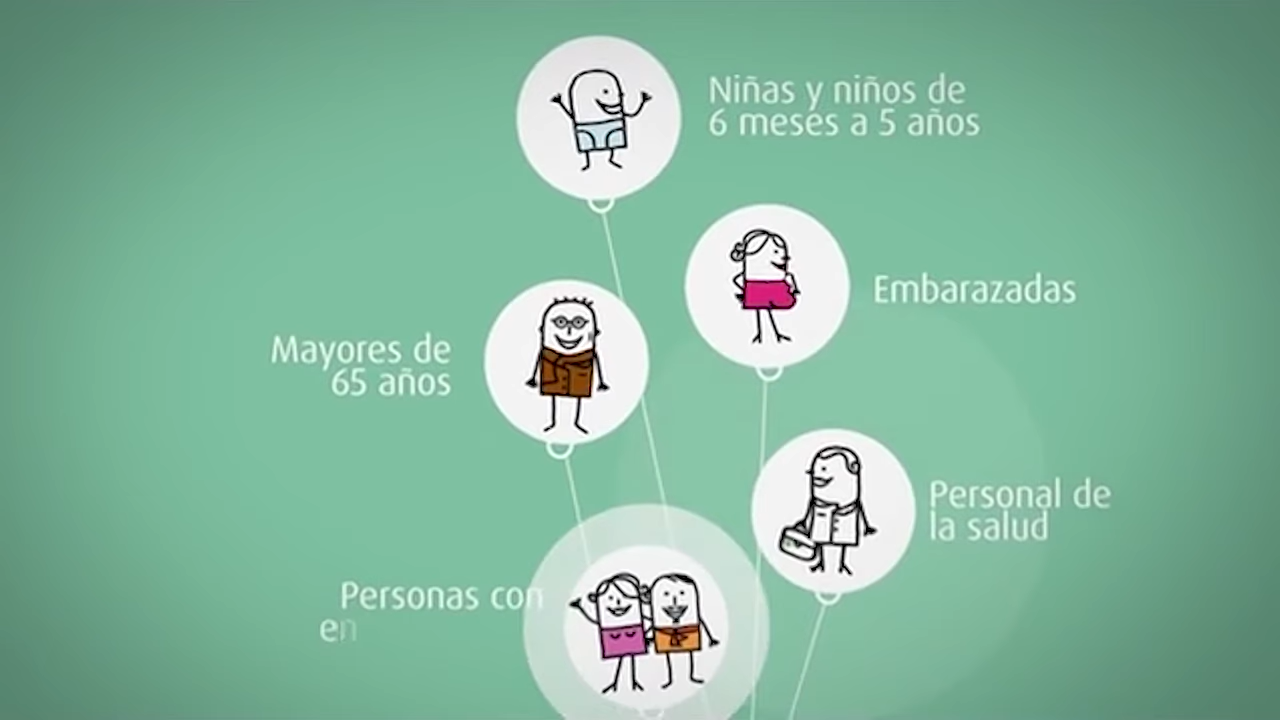 Niñas y niños de
6 meses a 5 años
Embarazadas
Mayores de
65 años
Personal de
la salud
Personas con
en